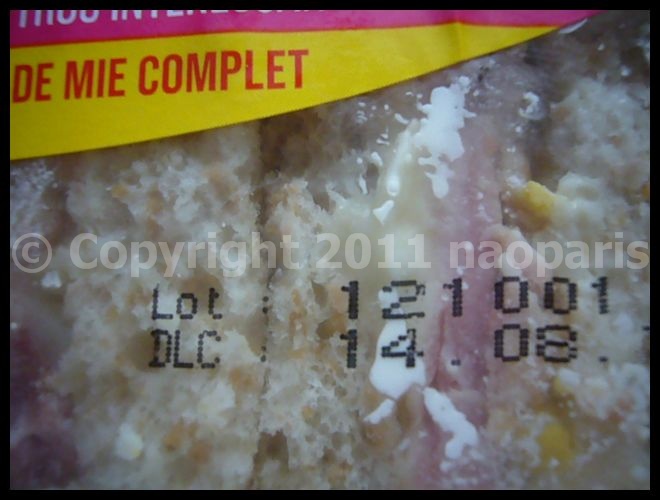 DE MIE COMPLET
© Copyright 2011 naoparis
Lot : 121001
DLC : 14.08.